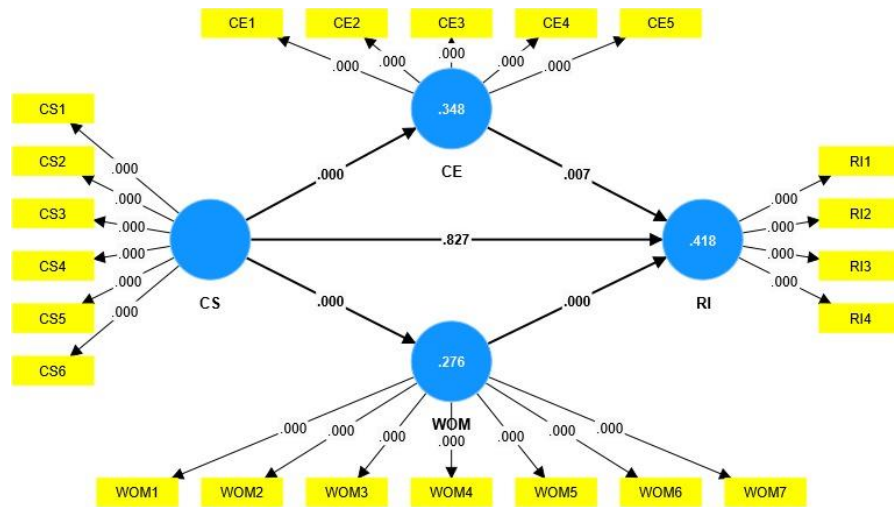 CE1
CE2
CE3
CE4
CE5
.000
.000
.000
.000
.000
.348
CE
CS1
CS2
CS3
CS4
CS5
CS6
.000
.000
.000
.000
.000
.000
CS
.000
.007
.827
.000
.000
RI1
RI2
RI3
RI4
.000
.000
.000
.000
.418
RI
.276
WOM
.000
.000
.000
.000
.000
.000
.000
WOM1
WOM2
WOM3
WOM4
WOM5
WOM6
WOM7